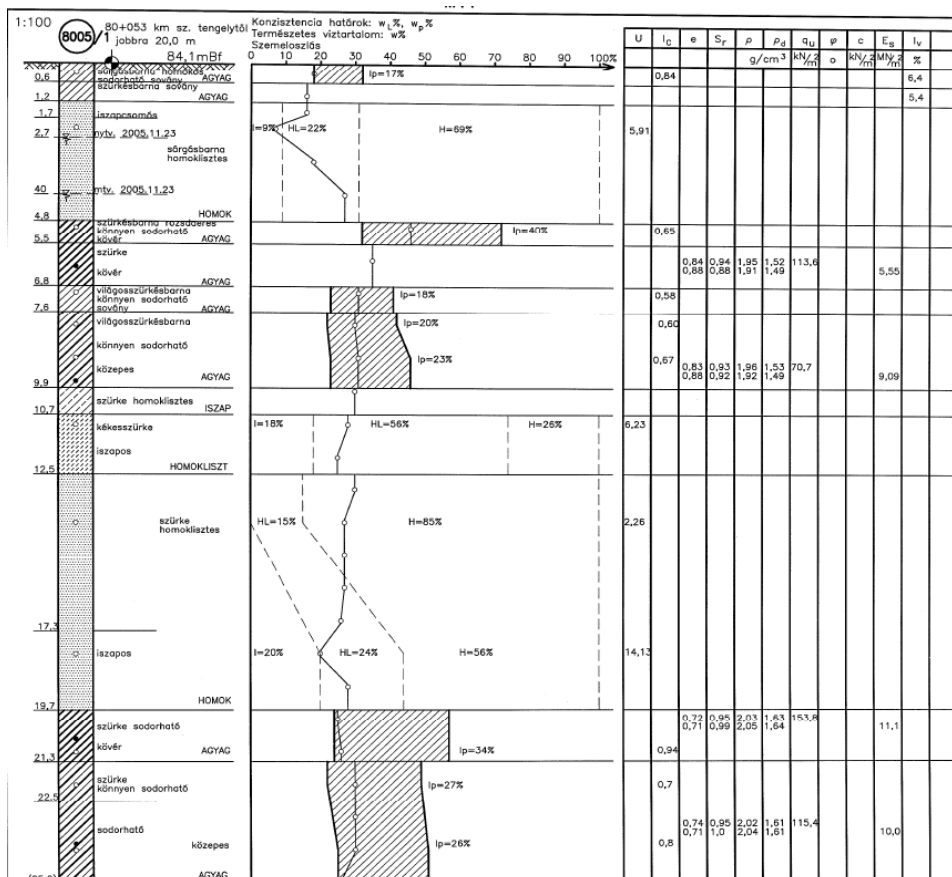 1:100
8005/1
80+053 km sz. tengelytől
jobbra 20,0 m
84,1mBf
Konzisztencia határok: wL%, wp%
Természetes víztartalom: w%
Szemeloszlós
0 10 20 30 40 50 60 70 80 90 100%
U IC e Sr ρ ρd qu φ c Es Iv
g/cm³ kN/m² o kN/m² MN/m² %
sárgásbarna homokos
sodorható sovány AGYAG
0,6
Ip=17%
0,84
6,4
szürkésbarna sovány
AGYAG
1,2
5,4
1,7
iszapcsomós
I=9% HL=22% H=69%
5,91
2,7
nytv. 2005.11.23
sárgásbarna
homoklisztes
40
mtv. 2005.11.23
HOMOK
4,8
szürkésbarna rozsdaeres
könnyen sodorható
kövér AGYAG
5,5
Ip=40%
0,65
szürke
kövér
AGYAG
6,8
0,84 0,94 1,95 1,52 113,6
0,88 0,88 1,91 1,49
5,55
világosszürkésbarna
könnyen sodorható
sovány AGYAG
7,6
Ip=18%
0,58
világosszürkésbarna
Ip=20%
0,60
könnyen sodorható
Ip=23%
0,67
közepes
AGYAG
9,9
0,83 0,93 1,96 1,53 70,7
0,88 0,92 1,92 1,49
9,09
szürke homoklisztes
ISZAP
10,7
kékesszürke
I=18% HL=56% H=26%
6,23
iszapos
HOMOKLISZT
12,5
szürke
homoklisztes
HL=15% H=85%
2,26
17,3
iszapos
I=20% HL=24% H=56%
14,13
HOMOK
19,7
szürke sodorható
0,72 0,95 2,03 1,63 153,8
0,71 0,99 2,05 1,64
11,1
kövér AGYAG
21,3
Ip=34%
0,94
szürke
könnyen sodorható
Ip=27%
0,7
22,5
sodorható
0,74 0,95 2,02 1,61 115,4
0,71 1,0 2,04 1,61
10,0
közepes
Ip=26%
0,8
AGYAG